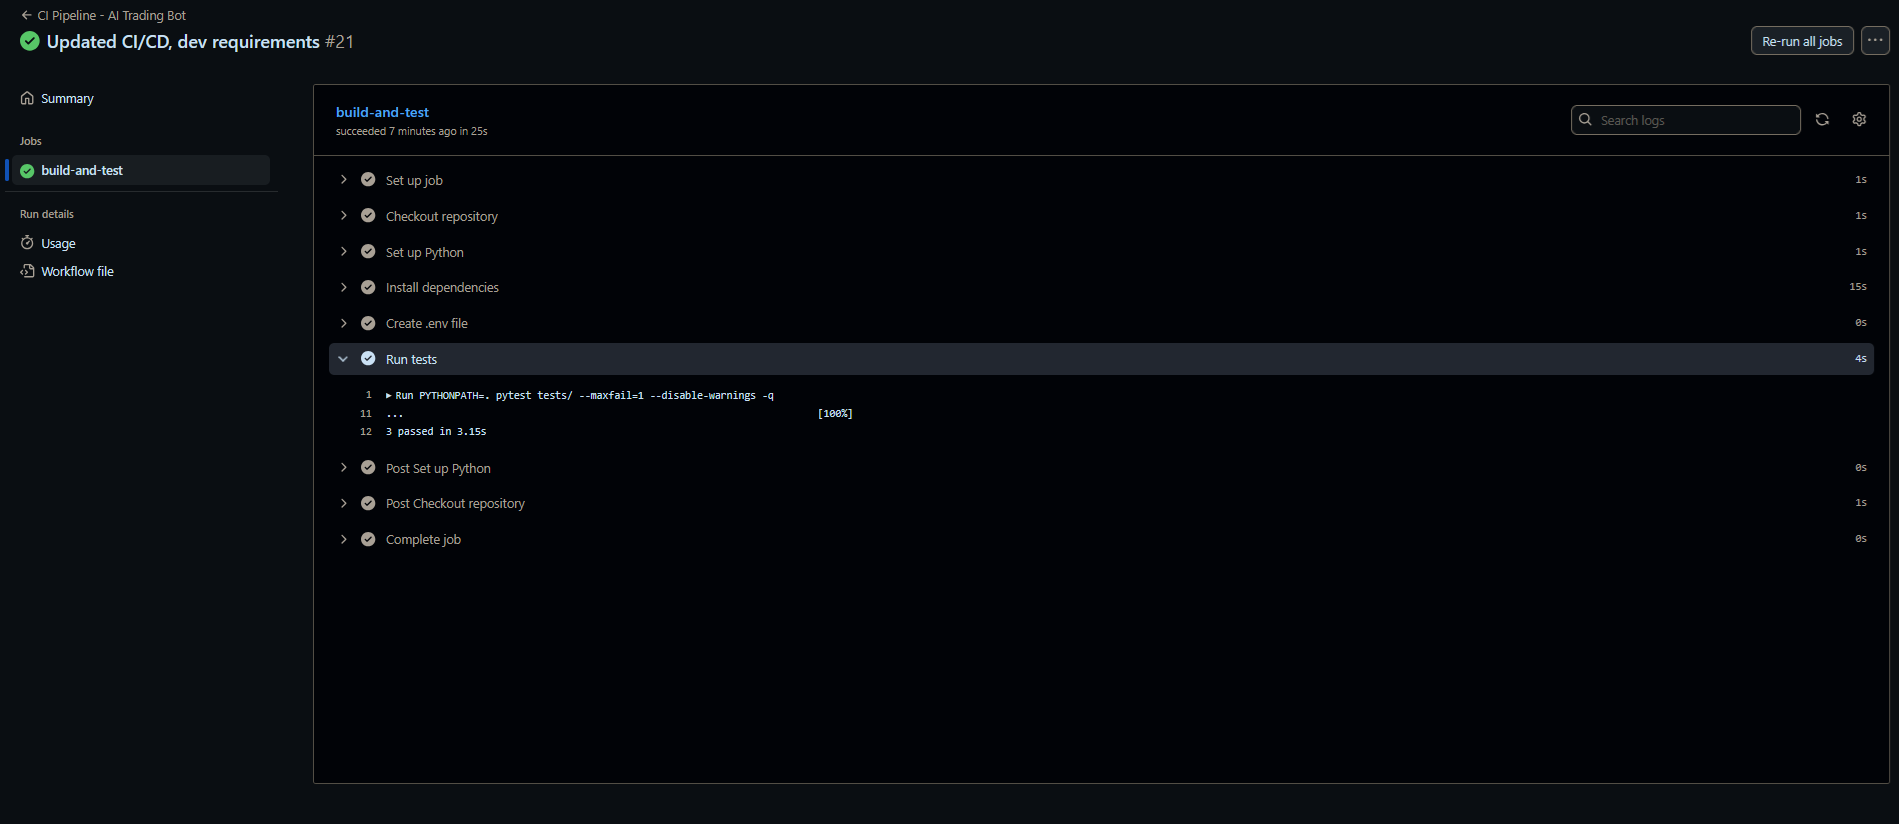 ← CI Pipeline - AI Trading Bot
Updated CI/CD, dev requirements #21
Re-run all jobs
...
Summary
Jobs
build-and-test
Run details
Usage
Workflow file
build-and-test
succeeded 7 minutes ago in 25s
Search logs
Set up job 1s
Checkout repository 1s
Set up Python 1s
Install dependencies 15s
Create .env file 0s
Run tests 4s
1 ▶ Run PYTHONPATH=. pytest tests/ --maxfail=1 --disable-warnings -q
11 ... [100%]
12 3 passed in 3.15s
Post Set up Python 0s
Post Checkout repository 1s
Complete job 0s